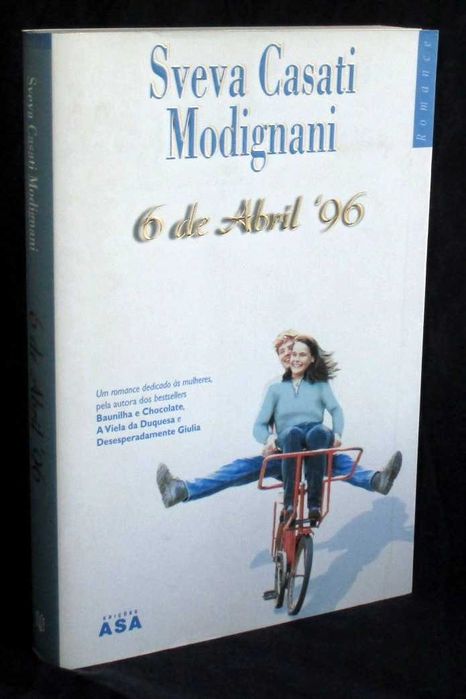 Sveva Casati
Modignani
Romance
6 de Abril '96
Um romance dedicado às mulheres,
pela autora dos bestsellers
Baunilha e Chocolate,
A Viela da Duquesa e
Desesperadamente Giulia
EDIÇÕES
ASA
Sveva Casati Modignani
6 de Abril '96